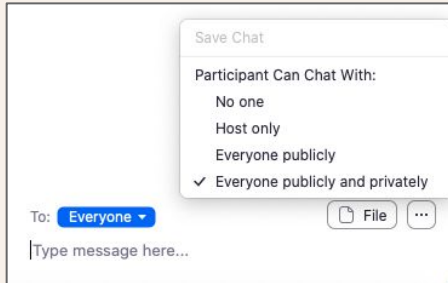 Save Chat
Participant Can Chat With:
No one
Host only
Everyone publicly
✓ Everyone publicly and privately
To: Everyone
File ...
Type message here...